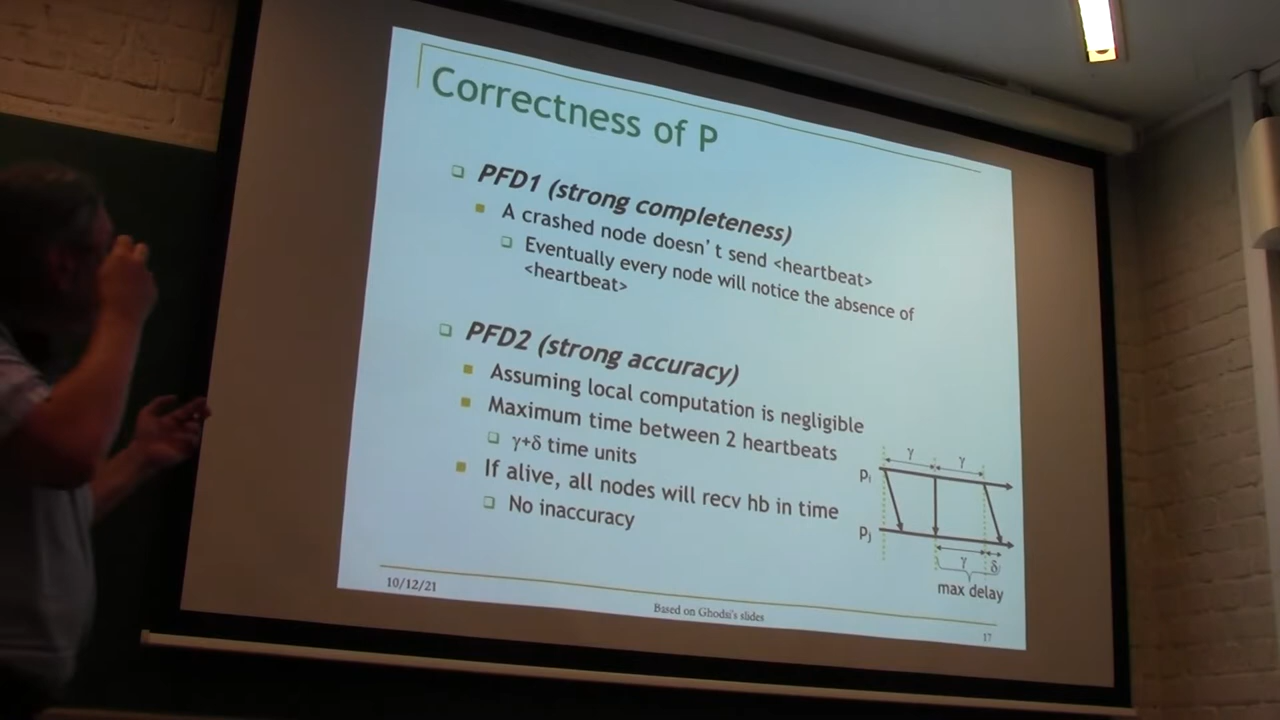 Correctness of P
PFD1 (strong completeness)
A crashed node doesn't send <heartbeat>
Eventually every node will notice the absence of
<heartbeat>
PFD2 (strong accuracy)
Assuming local computation is negligible
Maximum time between 2 heartbeats
γ+δ time units
If alive, all nodes will recv hb in time
No inaccuracy
γ γ
Pi
Pj
γ δ
max delay
10/12/21
Based on Ghodsi's slides
17